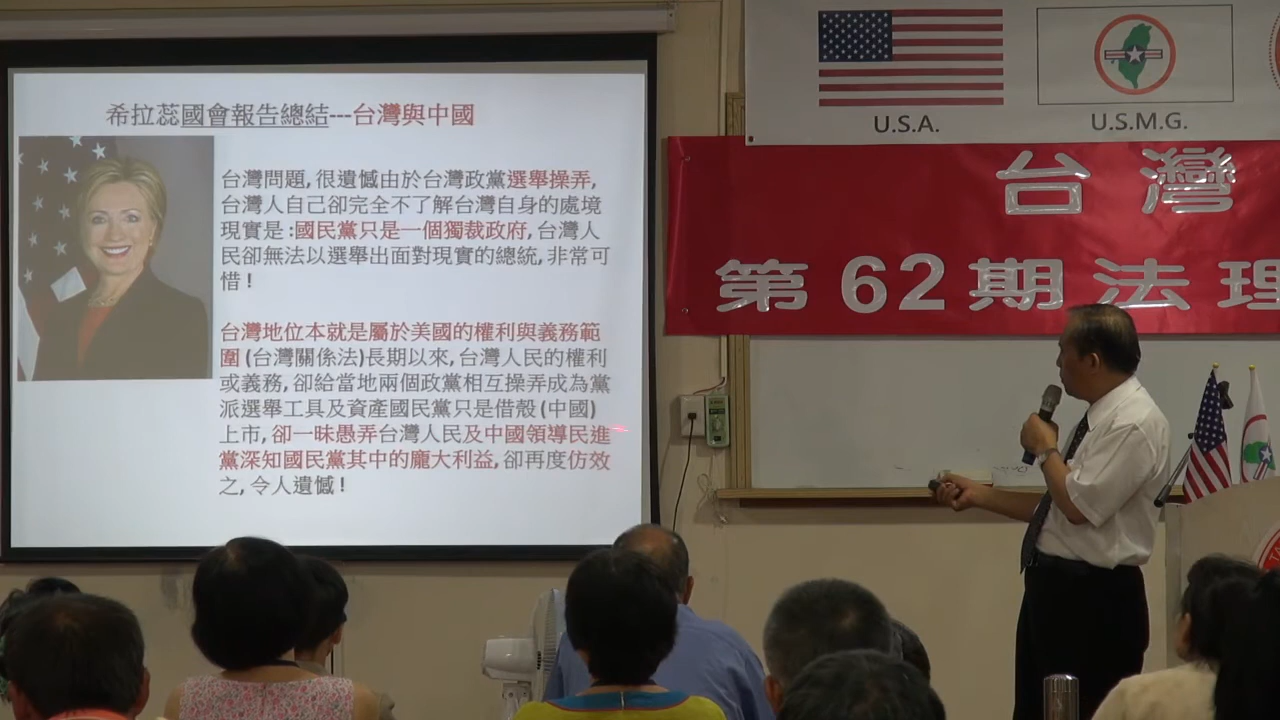 希拉蕊國會報告總結---台灣與中國
台灣問題, 很遺憾由於台灣政黨選舉操弄,
台灣人自己卻完全不了解台灣自身的處境
現實是 :國民黨只是一個獨裁政府, 台灣人
民卻無法以選舉出面對現實的總統, 非常可
惜 !
台灣地位本就是屬於美國的權利與義務範
圍 (台灣關係法)長期以來, 台灣人民的權利
或義務, 卻給當地兩個政黨相互操弄成為黨
派選舉工具及資產國民黨只是借殼 (中國)
上市, 卻一昧愚弄台灣人民及中國領導民進
黨深知國民黨其中的龐大利益, 卻再度仿效
之, 令人遺憾 !
U.S.A.
U.S.M.G.
台灣
第62期法理